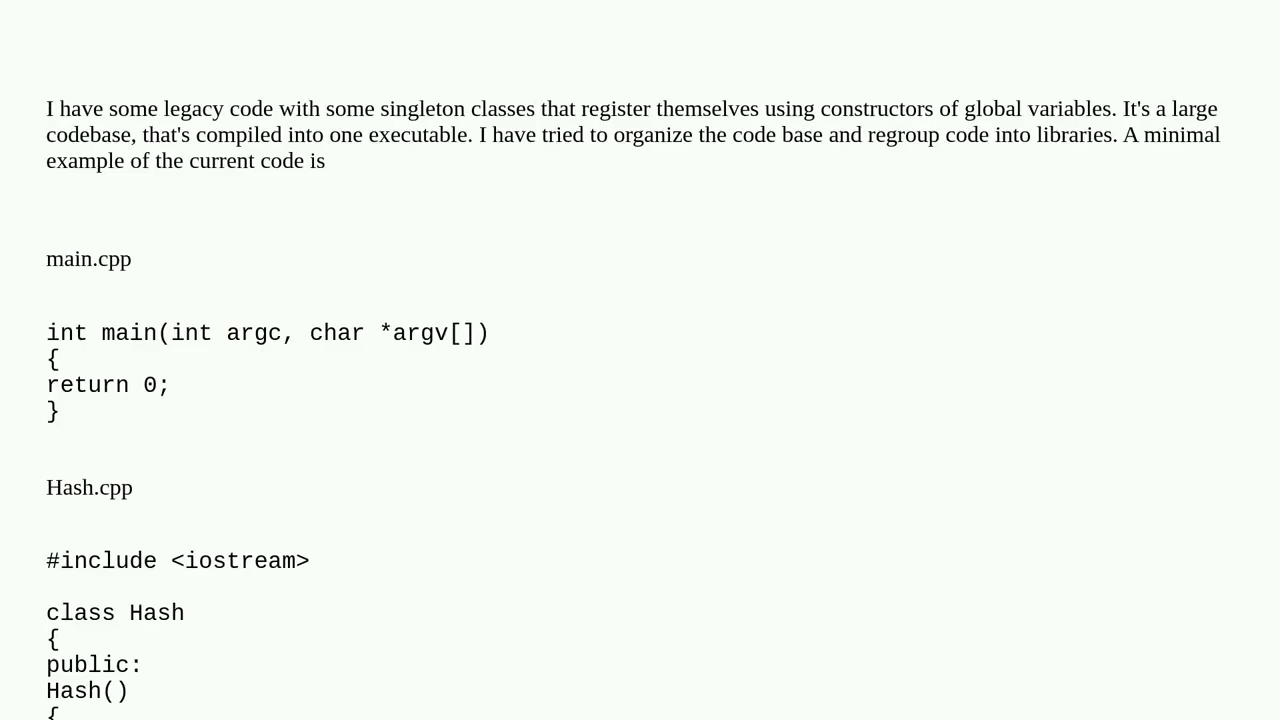 I have some legacy code with some singleton classes that register themselves using constructors of global variables. It's a large
codebase, that's compiled into one executable. I have tried to organize the code base and regroup code into libraries. A minimal
example of the current code is
main.cpp
int main(int argc, char *argv[])
{
return 0;
}
Hash.cpp
#include <iostream>
class Hash
{
public:
Hash()
{